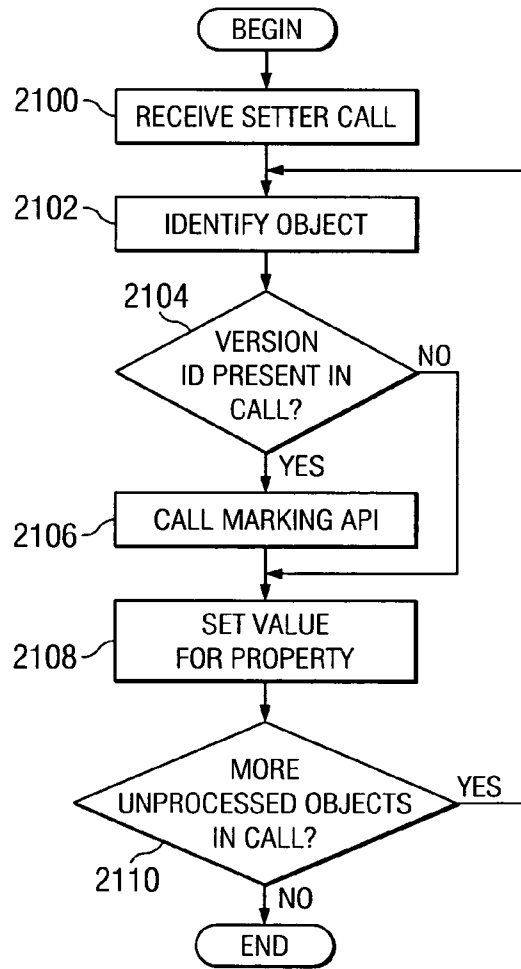 BEGIN
2100
RECEIVE SETTER CALL
2102
IDENTIFY OBJECT
2104
VERSION
ID PRESENT IN
CALL?
NO
YES
2106
CALL MARKING API
2108
SET VALUE
FOR PROPERTY
MORE
UNPROCESSED OBJECTS
IN CALL?
YES
2110
NO
END